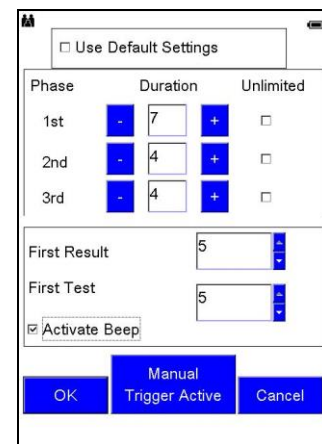 Use Default Settings
Phase Duration Unlimited
1st - 7 +
2nd - 4 +
3rd - 4 +
First Result 5
First Test 5
Activate Beep
OK Manual Trigger Active Cancel